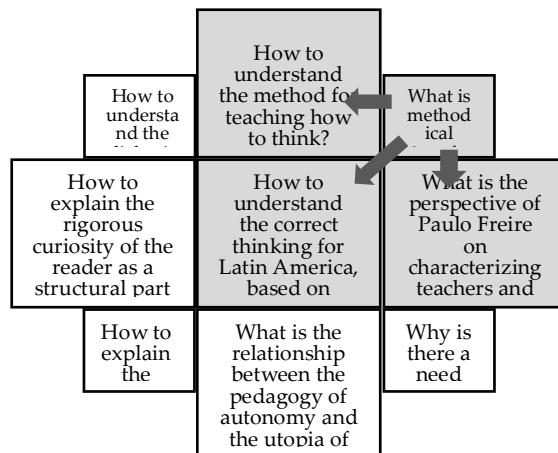 How to
understand
the method for
teaching how
to think?
How to
understa
nd the
What is
method
ical
How to
explain the
rigorous
curiosity of the
reader as a
structural part
How to
understand
the correct
thinking for
Latin America,
based on
What is the
perspective of
Paulo Freire
on
characterizing
teachers and
How to
explain
the
What is the
relationship
between the
pedagogy of
autonomy and
the utopia of
Why is
there a
need